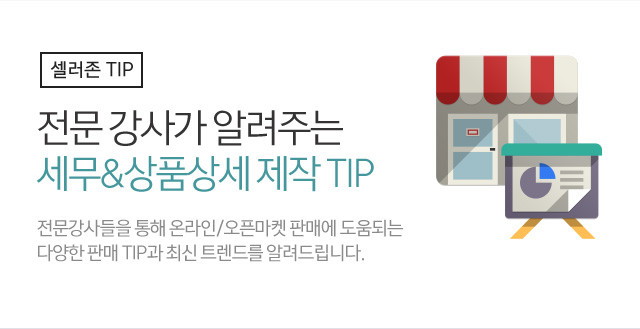 셀러존 TIP
전문 강사가 알려주는
세무&상품상세 제작 TIP
전문강사들을 통해 온라인/오픈마켓 판매에 도움되는
다양한 판매 TIP과 최신 트렌드를 알려드립니다.